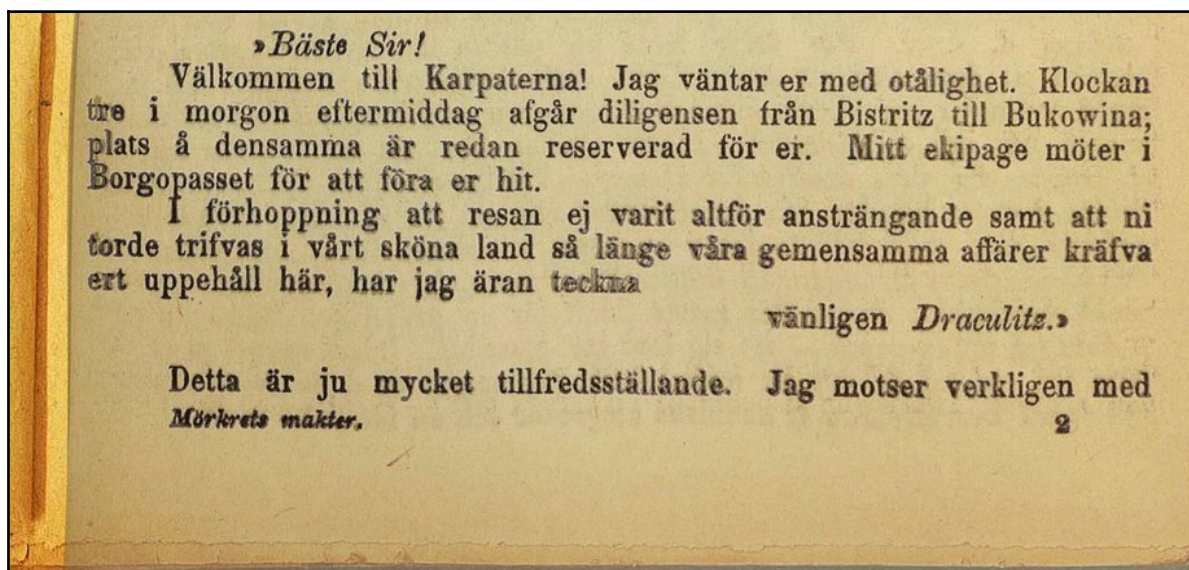 »Bäste Sir!
Välkommen till Karpaterna! Jag väntar er med otålighet. Klockan
tre i morgon eftermiddag afgår diligensen från Bistritz till Bukowina;
plats å densamma är redan reserverad för er. Mitt ekipage möter i
Borgopasset för att föra er hit.
I förhoppning att resan ej varit altför ansträngande samt att ni
torde trifvas i vårt sköna land så länge våra gemensamma affärer kräfva
ert uppehåll här, har jag äran teckna
vänligen Draculitz.»
Detta är ju mycket tillfredsställande. Jag motser verkligen med
Mörkrets makter. 2